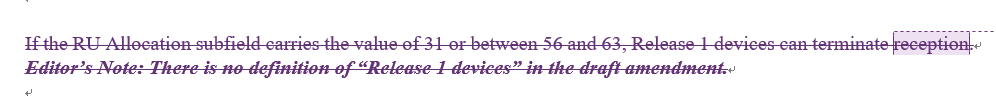 If the RU Allocation subfield carries the value of 31 or between 56 and 63, Release 1 devices can terminate reception.
Editor's Note: There is no definition of “Release 1 devices” in the draft amendment.